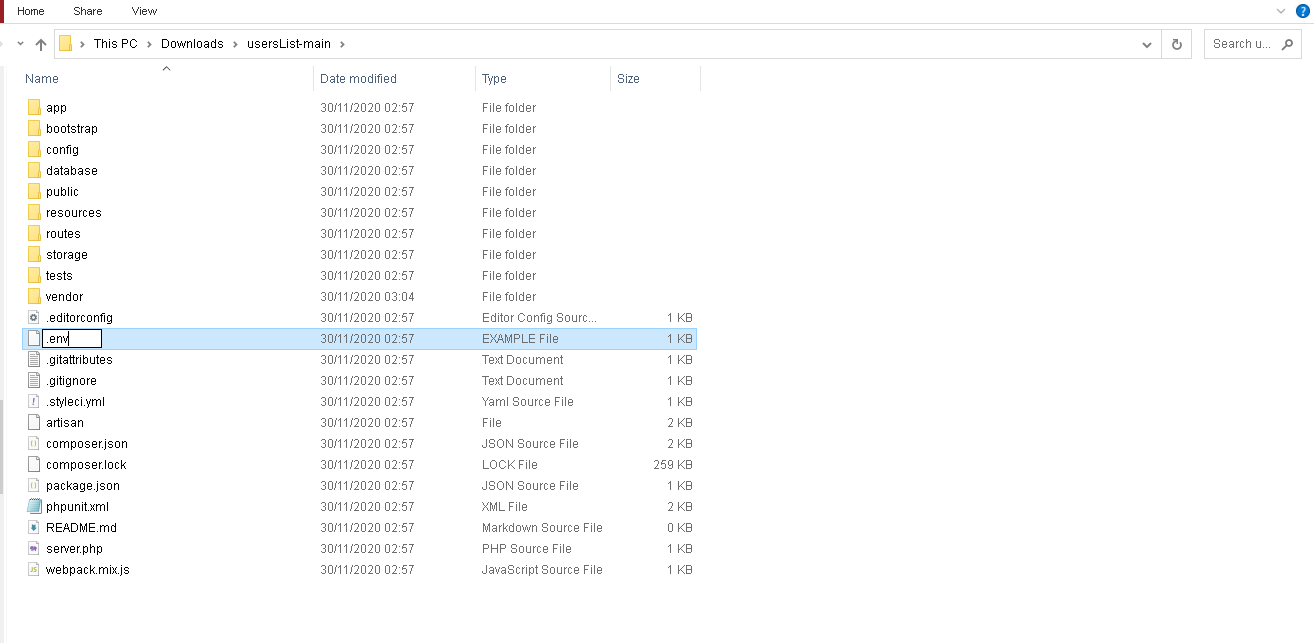 Home Share View
?
This PC Downloads usersList-main Search u...
Name Date modified Type Size
app 30/11/2020 02:57 File folder
bootstrap 30/11/2020 02:57 File folder
config 30/11/2020 02:57 File folder
database 30/11/2020 02:57 File folder
public 30/11/2020 02:57 File folder
resources 30/11/2020 02:57 File folder
routes 30/11/2020 02:57 File folder
storage 30/11/2020 02:57 File folder
tests 30/11/2020 02:57 File folder
vendor 30/11/2020 03:04 File folder
.editorconfig 30/11/2020 02:57 Editor Config Sourc... 1 KB
.env 30/11/2020 02:57 EXAMPLE File 1 KB
.gitattributes 30/11/2020 02:57 Text Document 1 KB
.gitignore 30/11/2020 02:57 Text Document 1 KB
.styleci.yml 30/11/2020 02:57 Yaml Source File 1 KB
artisan 30/11/2020 02:57 File 2 KB
composer.json 30/11/2020 02:57 JSON Source File 2 KB
composer.lock 30/11/2020 02:57 LOCK File 259 KB
package.json 30/11/2020 02:57 JSON Source File 1 KB
phpunit.xml 30/11/2020 02:57 XML File 2 KB
README.md 30/11/2020 02:57 Markdown Source File 0 KB
server.php 30/11/2020 02:57 PHP Source File 1 KB
webpack.mix.js 30/11/2020 02:57 JavaScript Source File 1 KB